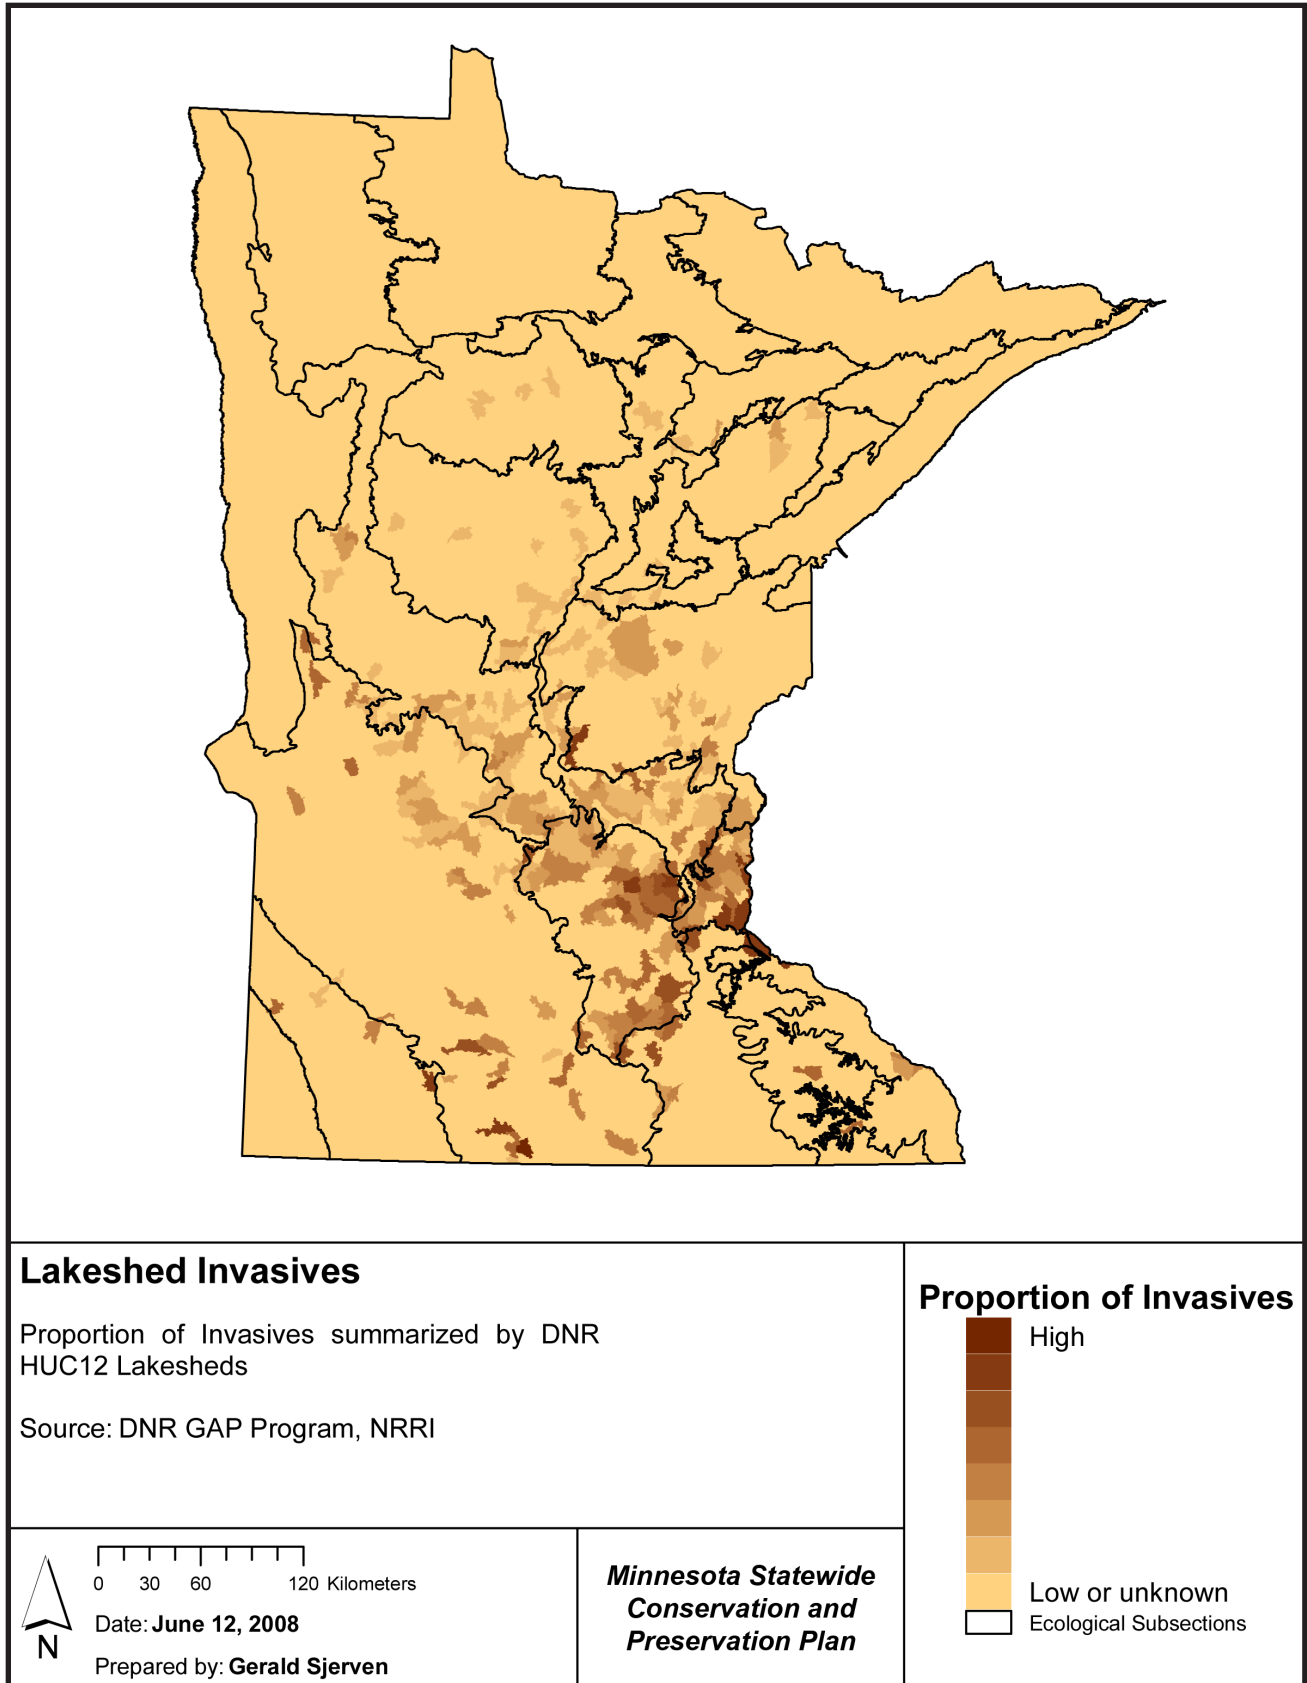 Lakeshed Invasives
Proportion of Invasives summarized by DNR
HUC12 Lakesheds
Source: DNR GAP Program, NRRI
Proportion of Invasives
High
Low or unknown
Ecological Subsections
0 30 60 120 Kilometers
Date: June 12, 2008
Prepared by: Gerald Sjerven
N
Minnesota Statewide
Conservation and
Preservation Plan